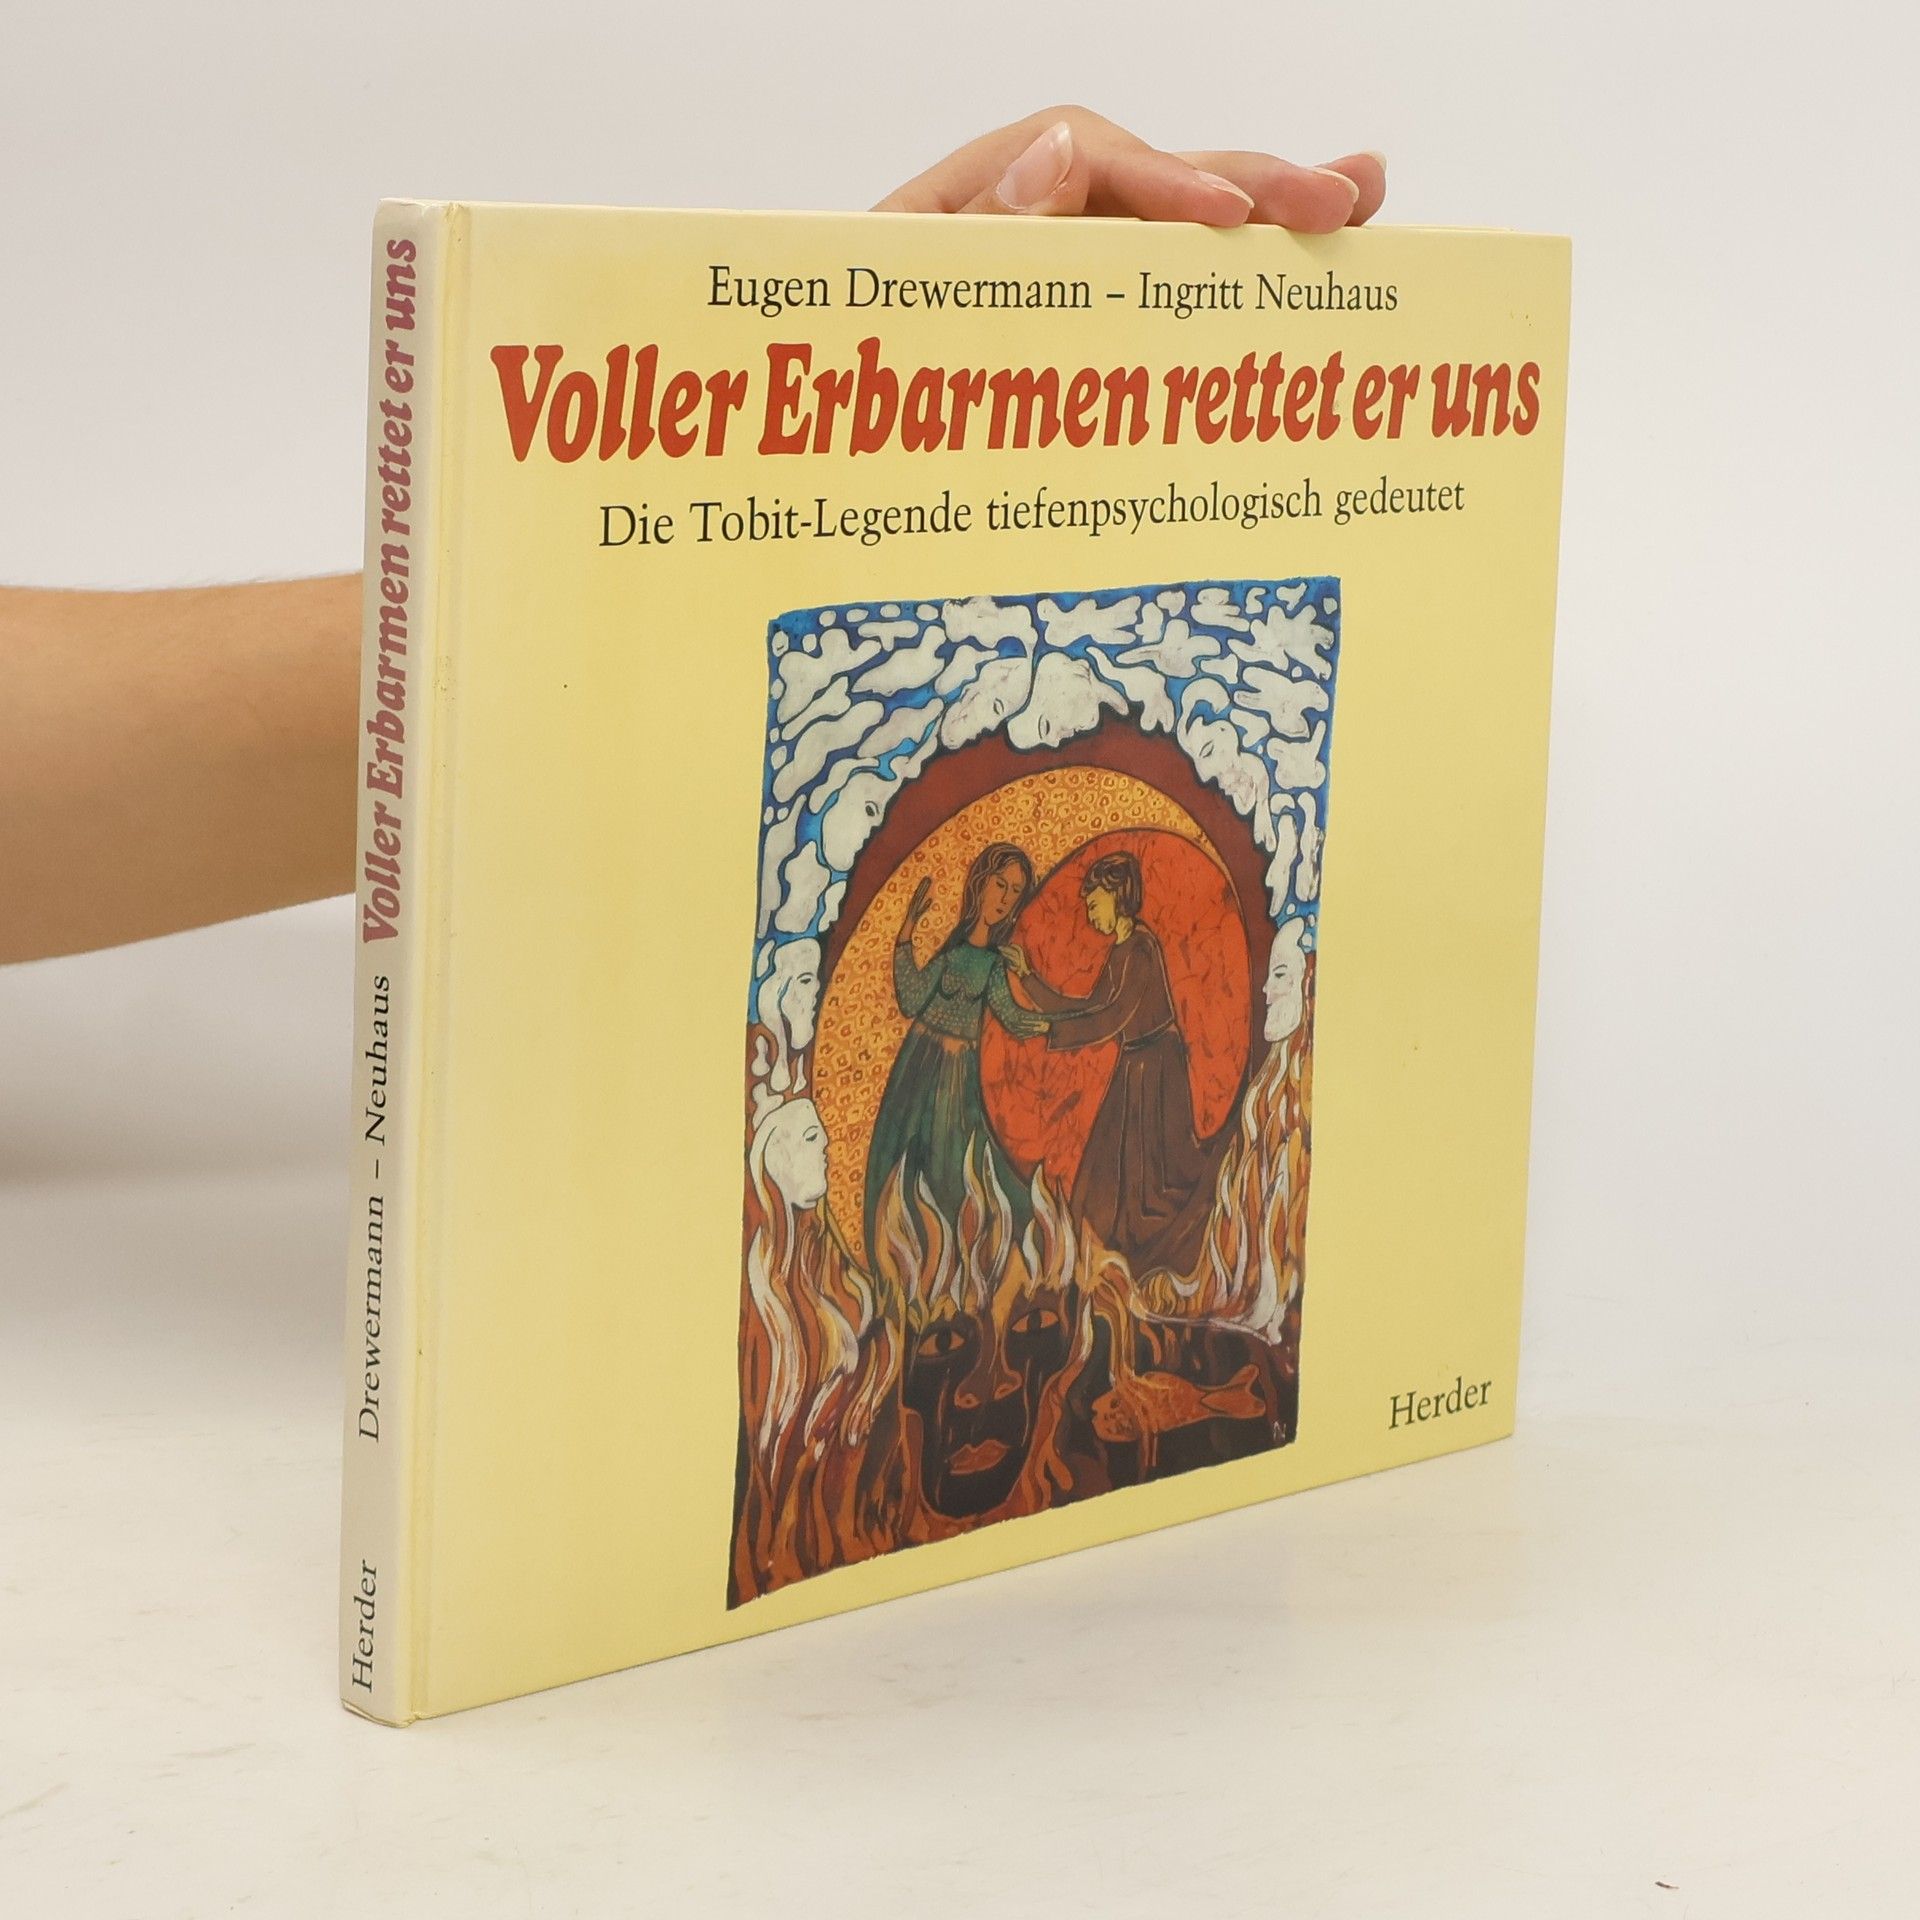 Eugen Drewermann – Ingritt Neuhaus
Voller Erbarmen rettet er uns
Die Tobit-Legende tiefenpsychologisch gedeutet
N
Herder
Herder Drewermann – Neuhaus Voller Erbarmen rettet er uns